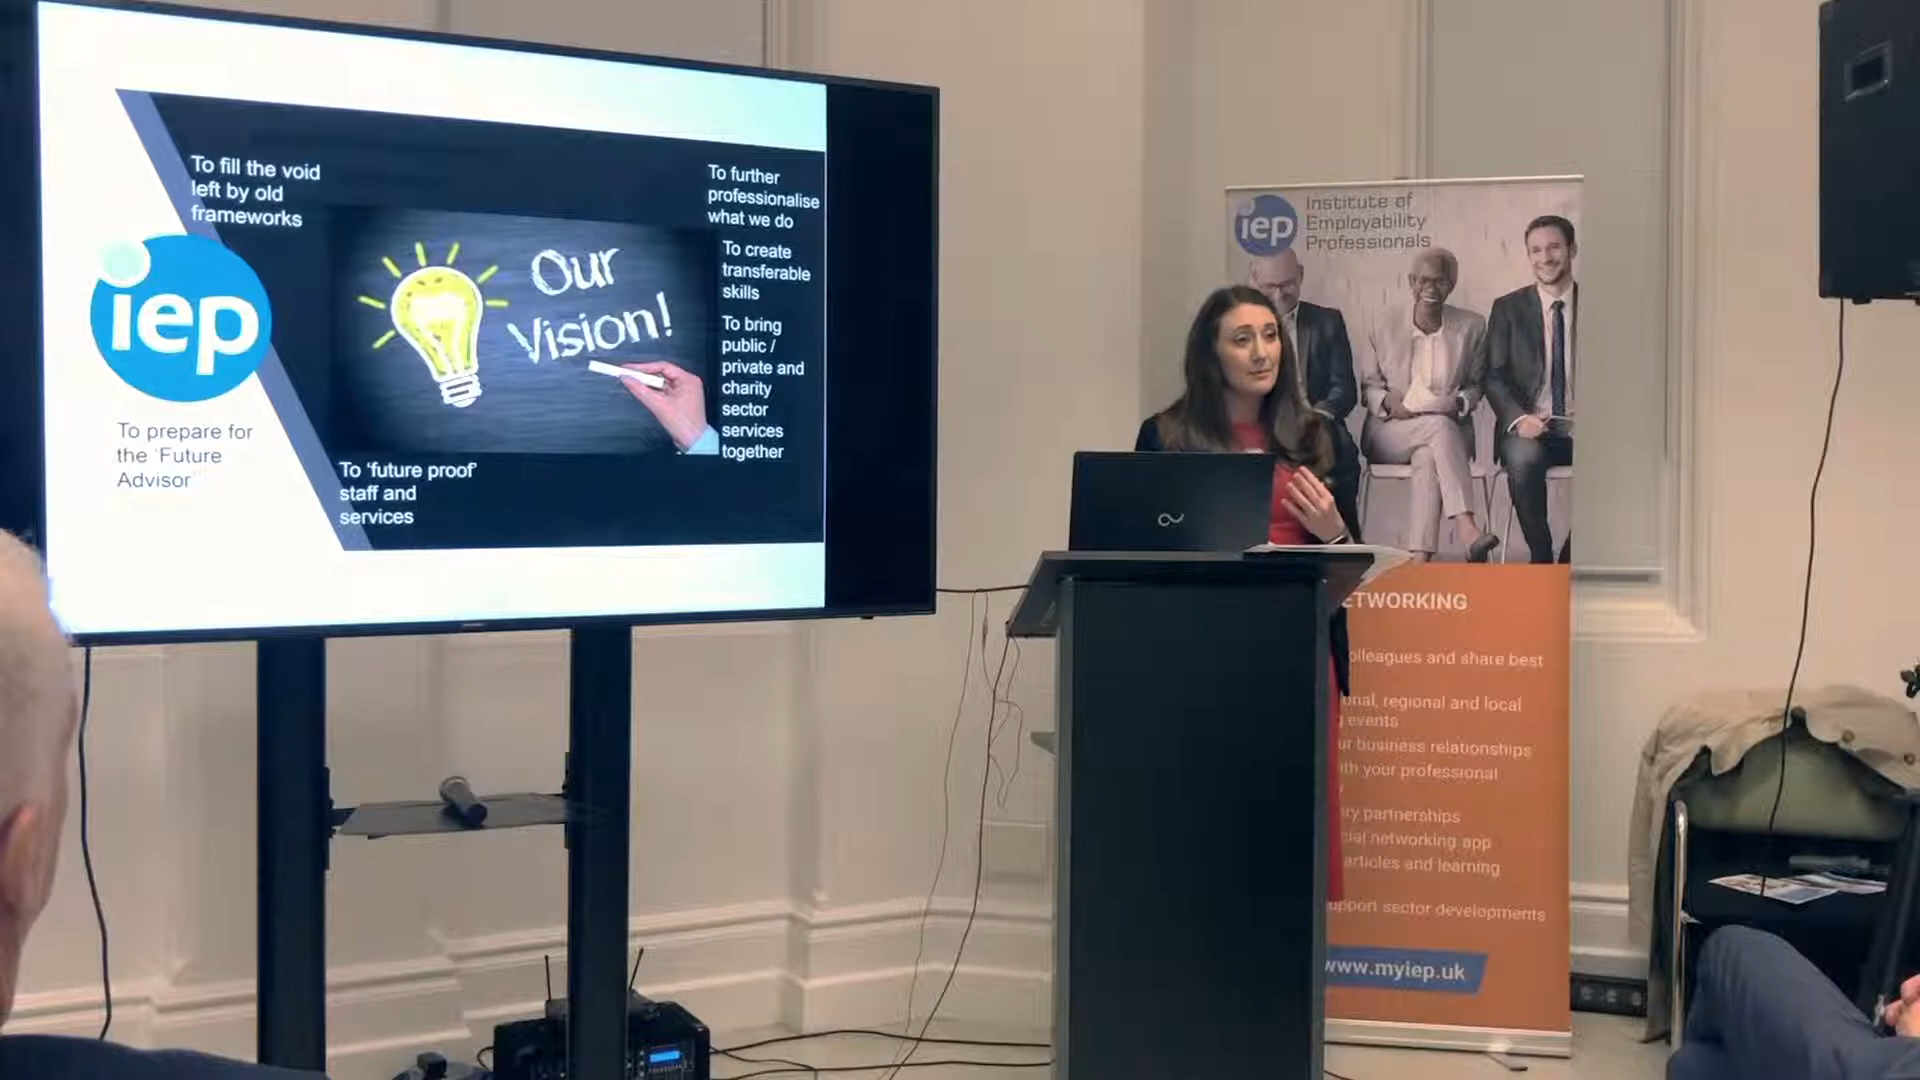 To fill the void
left by old
frameworks
iep
To prepare for
the 'Future
Advisor'
Our
Vision!
To 'future proof'
staff and
services
To further
professionalise
what we do
To create
transferable
skills
To bring
public /
private and
charity
sector
services
together
iep
Institute of
Employability
Professionals
ETWORKING
olleagues and share best
onal, regional and local
events
ur business relationships
ith your professional
ry partnerships
cial networking app
articles and learning
upport sector developments
www.myiep.uk